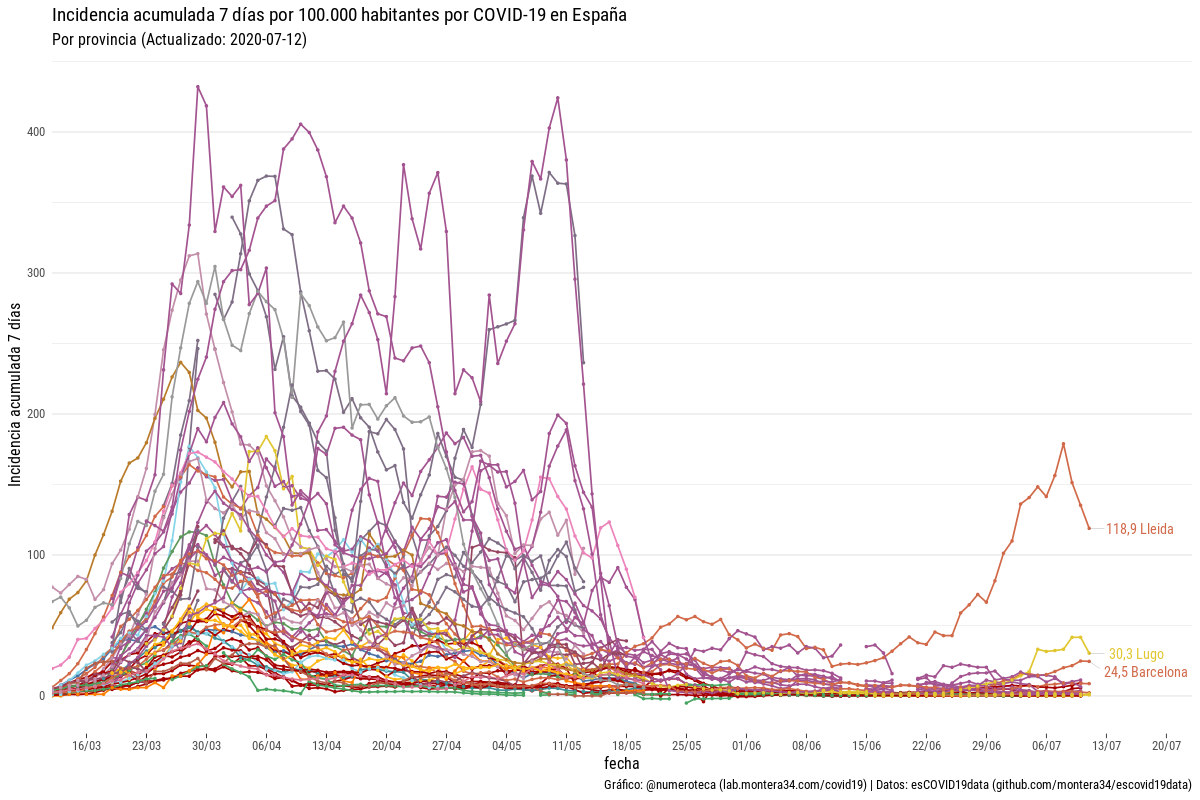 Incidencia acumulada 7 días por 100.000 habitantes por COVID-19 en España
Por provincia (Actualizado: 2020-07-12)
Incidencia acumulada 7 días
400
300
200
100
0
118,9 Lleida
30,3 Lugo
24,5 Barcelona
16/03 23/03 30/03 06/04 13/04 20/04 27/04 04/05 11/05 18/05 25/05 01/06 08/06 15/06 22/06 29/06 06/07 13/07 20/07
fecha
Gráfico: @numeroteca (lab.montera34.com/covid19) | Datos: esCOVID19data (github.com/montera34/escovid19data)